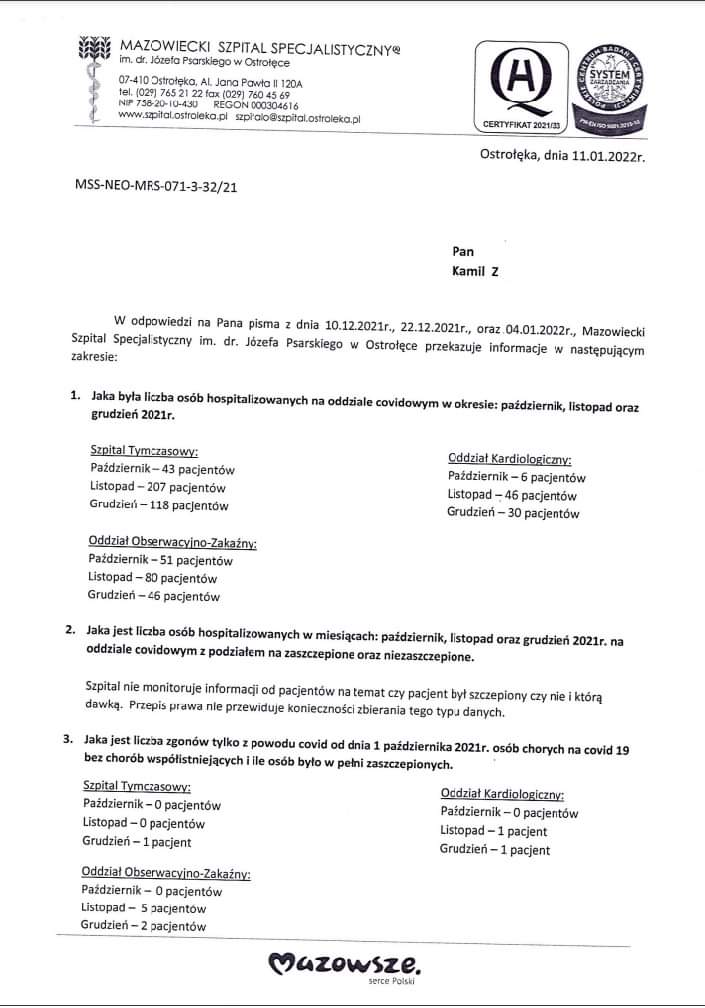 MAZOWIECKI SZPITAL SPECJALISTYCZNY®
im. dr. Józefa Psarskiego w Ostrołęce
07-410 Ostrołęka, Al. Jana Pawła II 120A
tel. (029) 765 21 22 fax (029) 760 45 69
NIP 758-20-10-430 REGON 000304616
www.szpital.ostroleka.pl szpitalo@szpital.ostroleka.pl
CERTYFIKAT 2021/33
POLSKIE CENTRUM BADAŃ I CERTYFIKACJI
SYSTEM
ZARZĄDZANIA
Ostrołęka, dnia 11.01.2022r.
MSS-NEO-MRS-071-3-32/21
Pan
Kamil Z
W odpowiedzi na Pana pisma z dnia 10.12.2021r., 22.12.2021r., oraz 04.01.2022r., Mazowiecki
Szpital Specjalistyczny im. dr. Józefa Psarskiego w Ostrołęce przekazuje informacje w następującym
zakresie:
1. Jaka była liczba osób hospitalizowanych na oddziale covidowym w okresie: październik, listopad oraz
grudzień 2021r.
Szpital Tymczasowy:
Październik – 43 pacjentów
Listopad – 207 pacjentów
Grudzień – 118 pacjentów
Oddział Kardiologiczny:
Październik – 6 pacjentów
Listopad – 46 pacjentów
Grudzień – 30 pacjentów
Oddział Obserwacyjno-Zakaźny:
Październik – 51 pacjentów
Listopad – 80 pacjentów
Grudzień – 46 pacjentów
2. Jaka jest liczba osób hospitalizowanych w miesiącach: październik, listopad oraz grudzień 2021r. na
oddziale covidowym z podziałem na zaszczepione oraz niezaszczepione.
Szpital nie monitoruje informacji od pacjentów na temat czy pacjent był szczepiony czy nie i którą
dawką. Przepis prawa nie przewiduje konieczności zbierania tego typu danych.
3. Jaka jest liczba zgonów tylko z powodu covid od dnia 1 października 2021r. osób chorych na covid 19
bez chorób współistniejących i ile osób było w pełni zaszczepionych.
Szpital Tymczasowy:
Październik – 0 pacjentów
Listopad – 0 pacjentów
Grudzień – 1 pacjent
Oddział Kardiologiczny:
Październik – 0 pacjentów
Listopad – 1 pacjent
Grudzień – 1 pacjent
Oddział Obserwacyjno-Zakaźny:
Październik – 0 pacjentów
Listopad – 5 pacjentów
Grudzień – 2 pacjentów
Mazowsze.
serce Polski